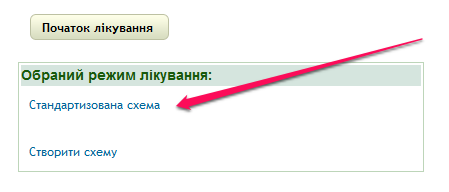 Початок лікування
Обраний режим лікування:
Стандартизована схема
Створити схему